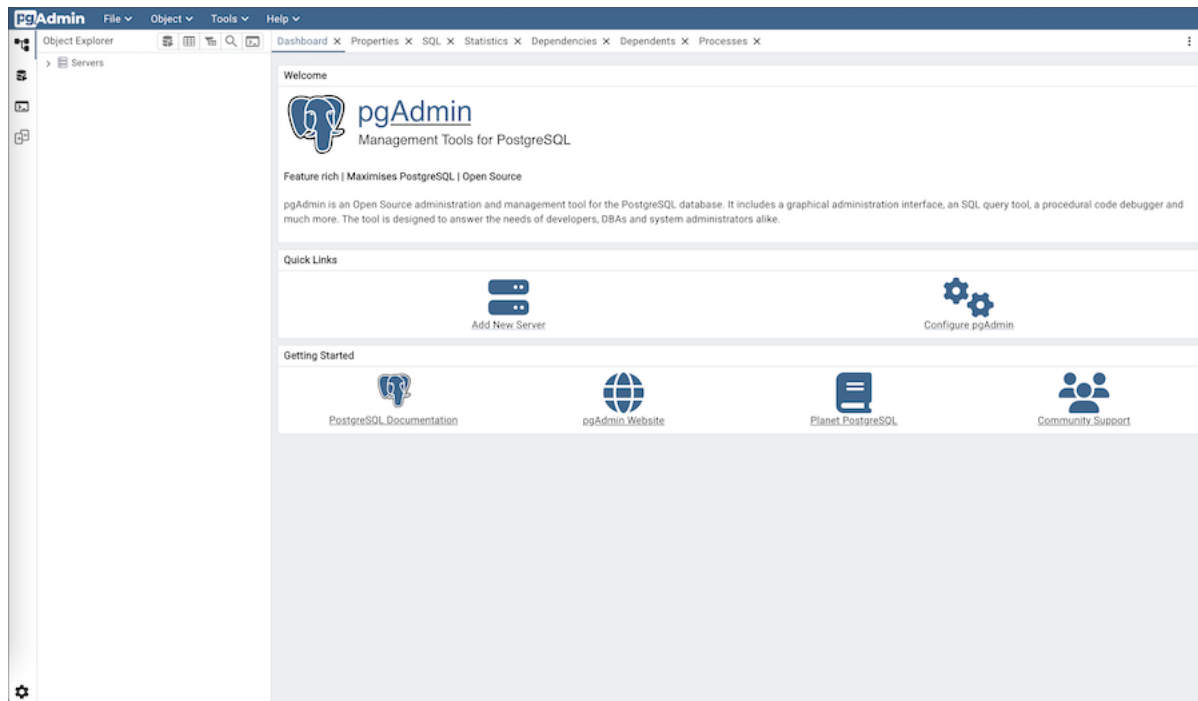 pgAdmin File Object Tools Help
Object Explorer
Dashboard X Properties X SQL X Statistics X Dependencies X Dependents X Processes X
Servers
Welcome
pgAdmin
Management Tools for PostgreSQL
Feature rich | Maximises PostgreSQL | Open Source
pgAdmin is an Open Source administration and management tool for the PostgreSQL database. It includes a graphical administration interface, an SQL query tool, a procedural code debugger and
much more. The tool is designed to answer the needs of developers, DBAs and system administrators alike.
Quick Links
Add New Server
Configure pgAdmin
Getting Started
PostgreSQL Documentation
pgAdmin Website
Planet PostgreSQL
Community Support